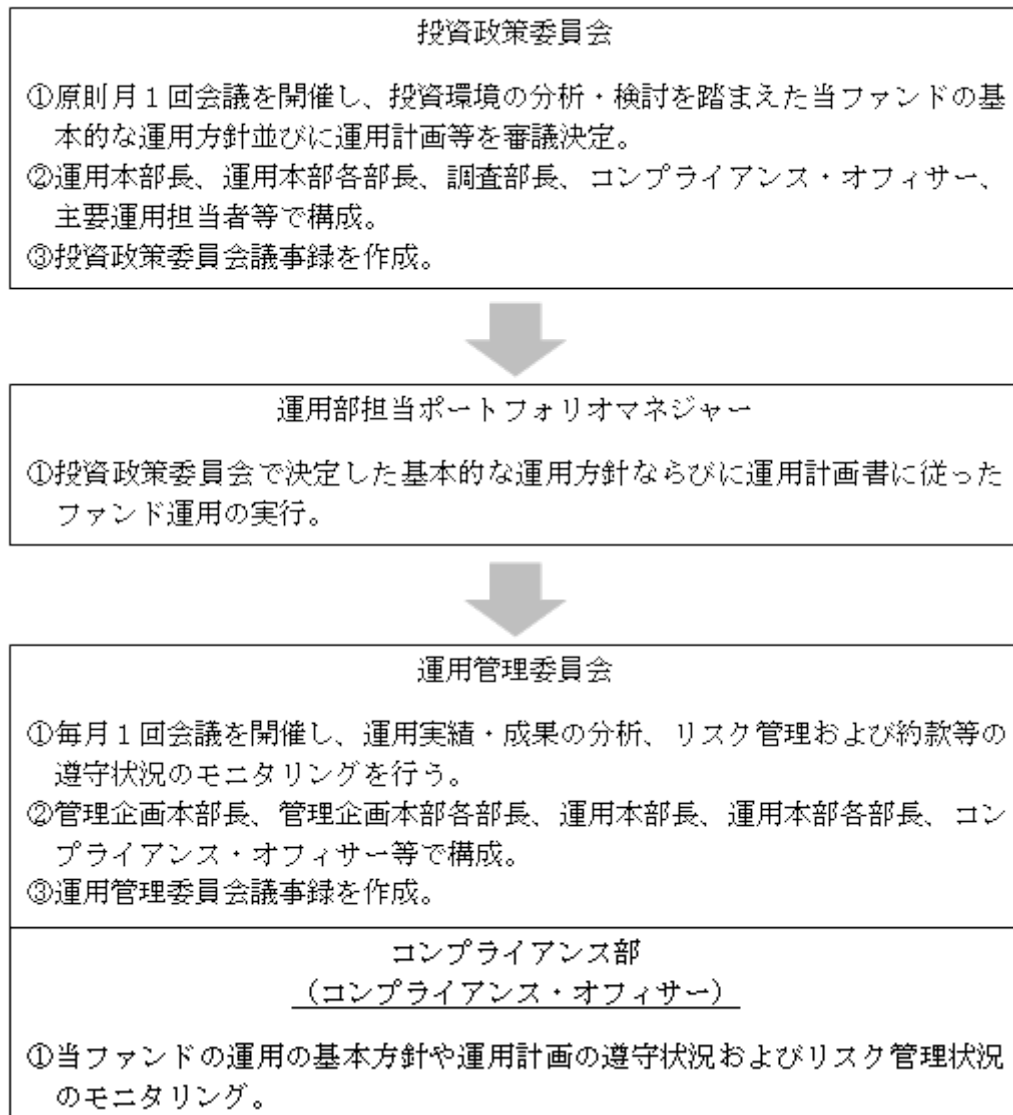 投資政策委員会
①原則月１回会議を開催し、投資環境の分析・検討を踏まえた当ファンドの基
本的な運用方針並びに運用計画等を審議決定。
②運用本部長、運用本部各部長、調査部長、コンプライアンス・オフィサー、
主要運用担当者等で構成。
③投資政策委員会議事録を作成。
運用部担当ポートフォリオマネジャー
①投資政策委員会で決定した基本的な運用方針ならびに運用計画書に従った
ファンド運用の実行。
運用管理委員会
①毎月１回会議を開催し、運用実績・成果の分析、リスク管理および約款等の
遵守状況のモニタリングを行う。
②管理企画本部長、管理企画本部各部長、運用本部長、運用本部各部長、コン
プライアンス・オフィサー等で構成。
③運用管理委員会議事録を作成。
コンプライアンス部
（コンプライアンス・オフィサー）
①当ファンドの運用の基本方針や運用計画の遵守状況およびリスク管理状況
のモニタリング。